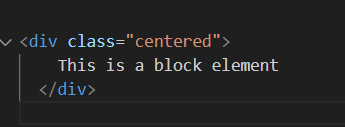 <div class="centered">
This is a block element
</div>